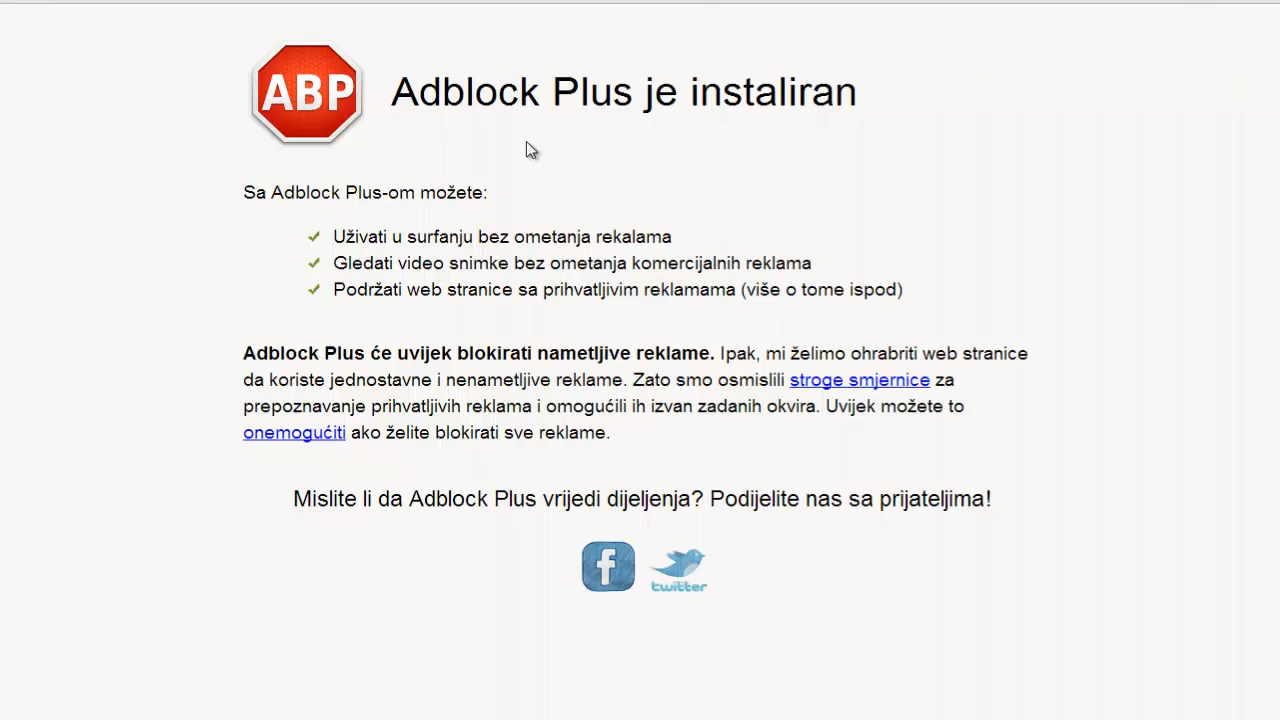 ABP
Adblock Plus je instaliran
Sa Adblock Plus-om možete:
Uživati u surfanju bez ometanja rekalama
Gledati video snimke bez ometanja komercijalnih reklama
Podržati web stranice sa prihvatljivim reklamama (više o tome ispod)
Adblock Plus će uvijek blokirati nametljive reklame. Ipak, mi želimo ohrabriti web stranice
da koriste jednostavne i nenametljive reklame. Zato smo osmislili stroge smjernice za
prepoznavanje prihvatljivih reklama i omogućili ih izvan zadanih okvira. Uvijek možete to
onemogućiti ako želite blokirati sve reklame.
Mislite li da Adblock Plus vrijedi dijeljenja? Podijelite nas sa prijateljima!
f
twitter